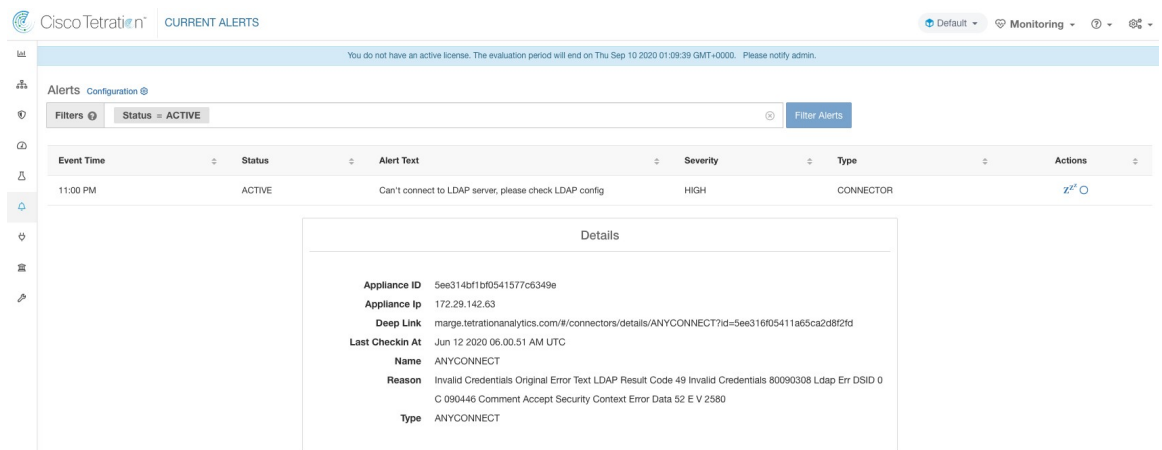 Cisco Tetration™ CURRENT ALERTS Default Monitoring
You do not have an active license. The evaluation period will end on Thu Sep 10 2020 01:09:39 GMT+0000. Please notify admin.
Alerts Configuration
Filters Status = ACTIVE Filter Alerts
Event Time Status Alert Text Severity Type Actions
11:00 PM ACTIVE Can't connect to LDAP server, please check LDAP config HIGH CONNECTOR
Details
Appliance ID 5ee314bf1bf0541577c6349e
Appliance Ip 172.29.142.63
Deep Link marge.tetrationanalytics.com/#/connectors/details/ANYCONNECT?id=5ee316f05411a65ca2d8f2fd
Last Checkin At Jun 12 2020 06.00.51 AM UTC
Name ANYCONNECT
Reason Invalid Credentials Original Error Text LDAP Result Code 49 Invalid Credentials 80090308 Ldap Err DSID 0
C 090446 Comment Accept Security Context Error Data 52 E V 2580
Type ANYCONNECT